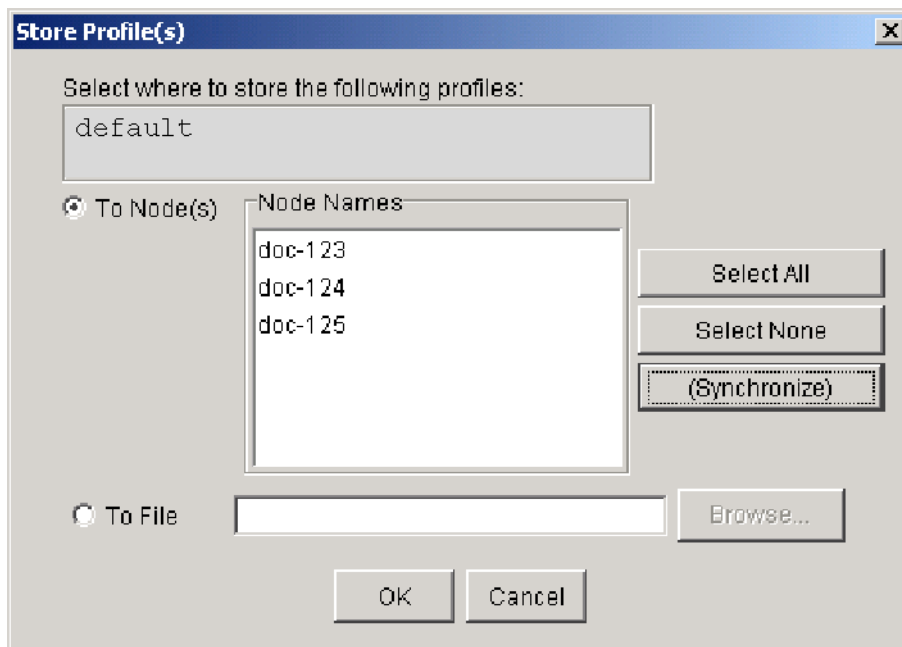 Store Profile(s)
Select where to store the following profiles:
default
To Node(s)
Node Names
doc-123
doc-124
doc-125
Select All
Select None
(Synchronize)
To File
Browse...
OK
Cancel